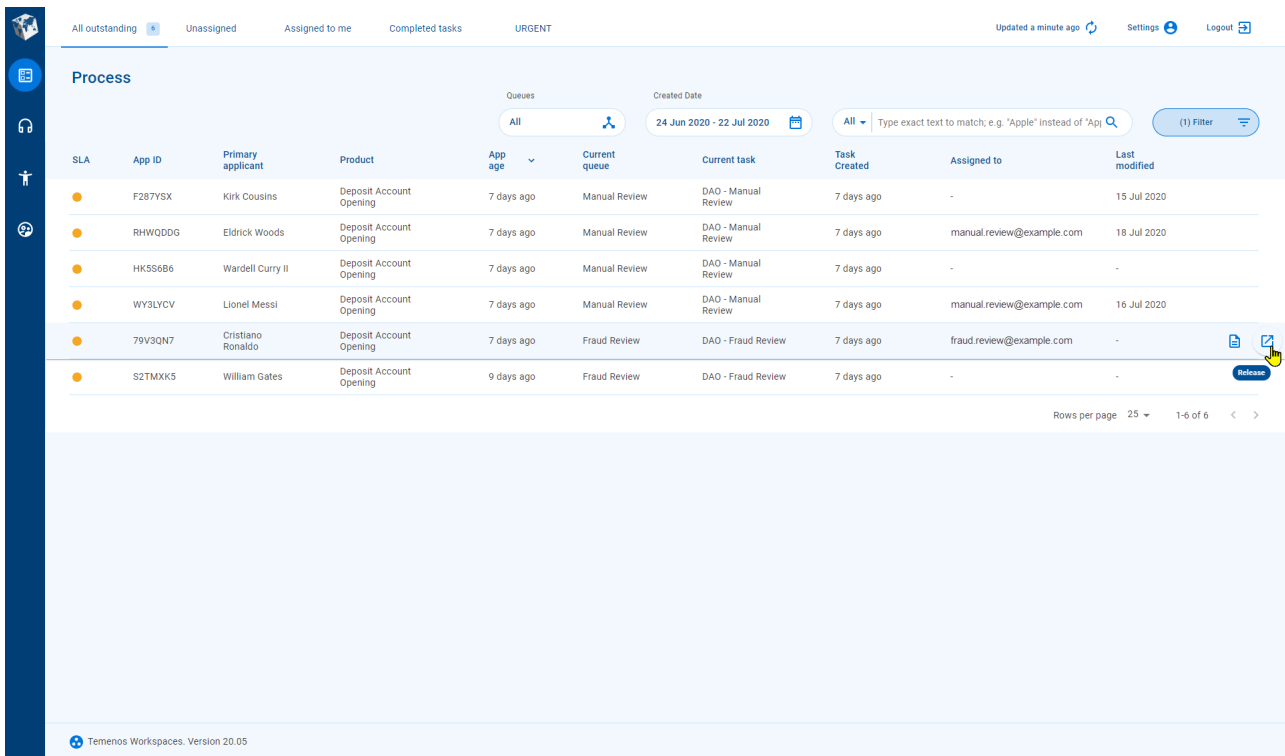 All outstanding 6 Unassigned Assigned to me Completed tasks URGENT Updated a minute ago Settings Logout
Process
Queues Created Date
All 24 Jun 2020 - 22 Jul 2020 All Type exact text to match; e.g. "Apple" instead of "App (1) Filter
SLA App ID Primary applicant Product App age Current queue Current task Task Created Assigned to Last modified
F287YSX Kirk Cousins Deposit Account Opening 7 days ago Manual Review DAO - Manual Review 7 days ago - 15 Jul 2020
RHWQDDG Eldrick Woods Deposit Account Opening 7 days ago Manual Review DAO - Manual Review 7 days ago manual.review@example.com 18 Jul 2020
HK5S6B6 Wardell Curry II Deposit Account Opening 7 days ago Manual Review DAO - Manual Review 7 days ago - -
WY3LYCV Lionel Messi Deposit Account Opening 7 days ago Manual Review DAO - Manual Review 7 days ago manual.review@example.com 16 Jul 2020
79V3QN7 Cristiano Ronaldo Deposit Account Opening 7 days ago Fraud Review DAO - Fraud Review 7 days ago fraud.review@example.com -
S2TMXK5 William Gates Deposit Account Opening 9 days ago Fraud Review DAO - Fraud Review 7 days ago - - Release
Rows per page 25 1-6 of 6
Temenos Workspaces. Version 20.05